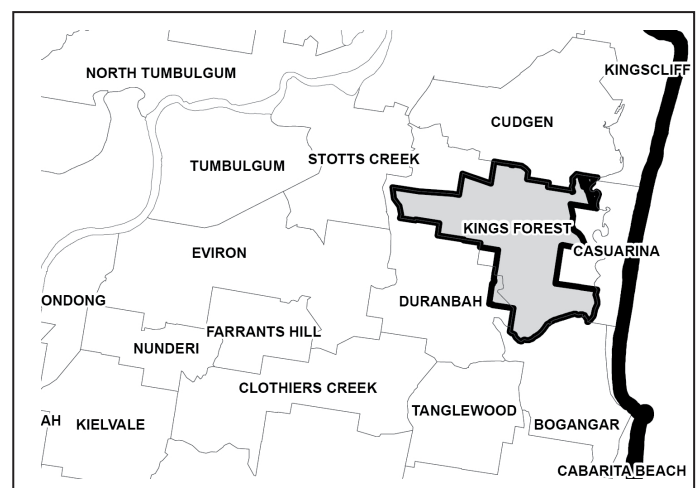 NORTH TUMBULGUM
KINGSCLIFF
CUDGEN
STOTTS CREEK
TUMBULGUM
KINGS FOREST
EVIRON
CASUARINA
ONDONG
DURANBAH
FARRANTS HILL
NUNDERI
CLOTHIERS CREEK
TANGLEWOOD
AH
KIELVALE
BOGANGAR
CABARITA BEACH